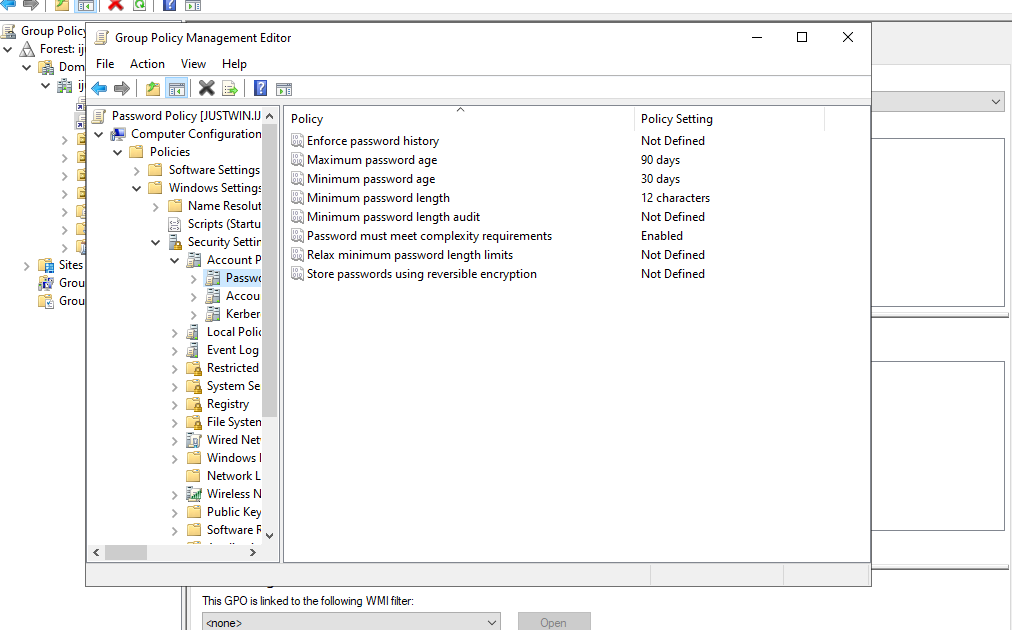 Group Policy
Forest: ij
Dom
ij
Sites
Grou
Grou
Group Policy Management Editor
File Action View Help
Password Policy [JUSTWIN.IJ
Computer Configuration
Policies
Software Settings
Windows Settings
Name Resolut
Scripts (Startu
Security Settin
Account P
Passwo
Accou
Kerber
Local Polic
Event Log
Restricted
System Se
Registry
File System
Wired Net
Windows
Network L
Wireless N
Public Key
Software R
Policy Policy Setting
Enforce password history Not Defined
Maximum password age 90 days
Minimum password age 30 days
Minimum password length 12 characters
Minimum password length audit Not Defined
Password must meet complexity requirements Enabled
Relax minimum password length limits Not Defined
Store passwords using reversible encryption Not Defined
This GPO is linked to the following WMI filter:
<none> Open